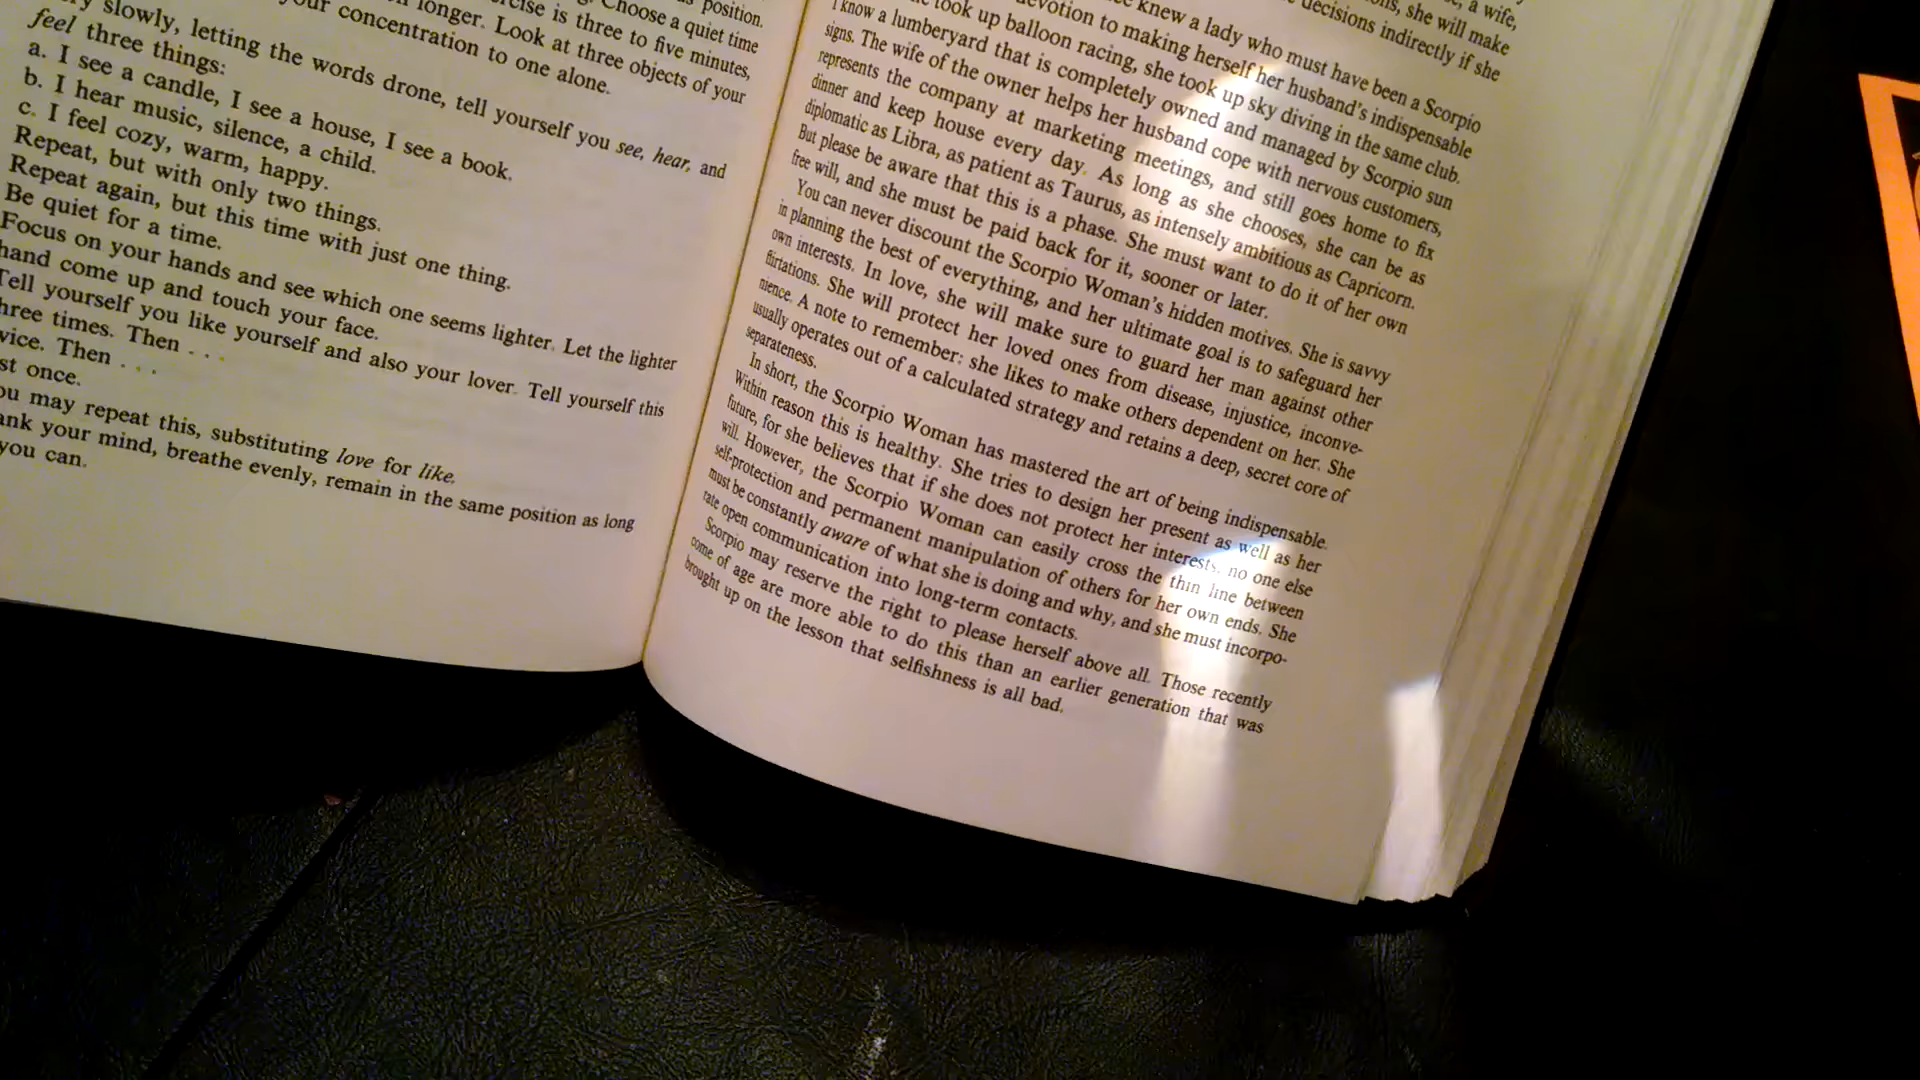 position.
Choose a quiet time
is three to five minutes,
longer. Look at three objects of your
your concentration to one alone.
slowly, letting the words drone, tell yourself you see, hear, and
feel three things:
a. I see a candle, I see a house, I see a book.
b. I hear music, silence, a child.
c. I feel cozy, warm, happy.
Repeat, but with only two things.
Repeat again, but this time with just one thing.
Be quiet for a time.
Focus on your hands and see which one seems lighter. Let the lighter
hand come up and touch your face.
Tell yourself you like yourself and also your lover. Tell yourself this
three times. Then . . .
Then . . .
once.
may repeat this, substituting love for like.
your mind, breathe evenly, remain in the same position as long
you can.
a wife,
she will make
decisions indirectly if she
knew a lady who must have been a Scorpio
devotion to making herself her husband's indispensable
took up balloon racing, she took up sky diving in the same club.
I know a lumberyard that is completely owned and managed by Scorpio sun
signs. The wife of the owner helps her husband cope with nervous customers,
represents the company at marketing meetings, and still goes home to fix
dinner and keep house every day. As long as she chooses, she can be as
diplomatic as Libra, as patient as Taurus, as intensely ambitious as Capricorn.
But please be aware that this is a phase. She must want to do it of her own
free will, and she must be paid back for it, sooner or later.
You can never discount the Scorpio Woman's hidden motives. She is savvy
in planning the best of everything, and her ultimate goal is to safeguard her
own interests. In love, she will make sure to guard her man against other
flirtations. She will protect her loved ones from disease, injustice, inconve-
nience. A note to remember: she likes to make others dependent on her. She
usually operates out of a calculated strategy and retains a deep, secret core of
separateness.
In short, the Scorpio Woman has mastered the art of being indispensable.
Within reason this is healthy. She tries to design her present as well as her
future, for she believes that if she does not protect her interests, no one else
will. However, the Scorpio Woman can easily cross the thin line between
self-protection and permanent manipulation of others for her own ends. She
must be constantly aware of what she is doing and why, and she must incorpo-
rate open communication into long-term contacts.
Scorpio may reserve the right to please herself above all. Those recently
come of age are more able to do this than an earlier generation that was
brought up on the lesson that selfishness is all bad.